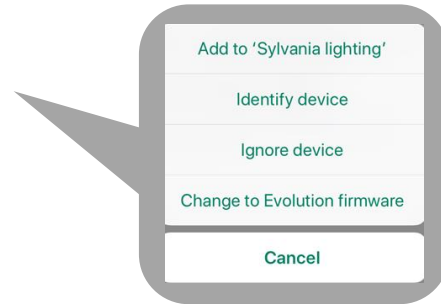 Add to ‘Sylvania lighting’
Identify device
Ignore device
Change to Evolution firmware
Cancel